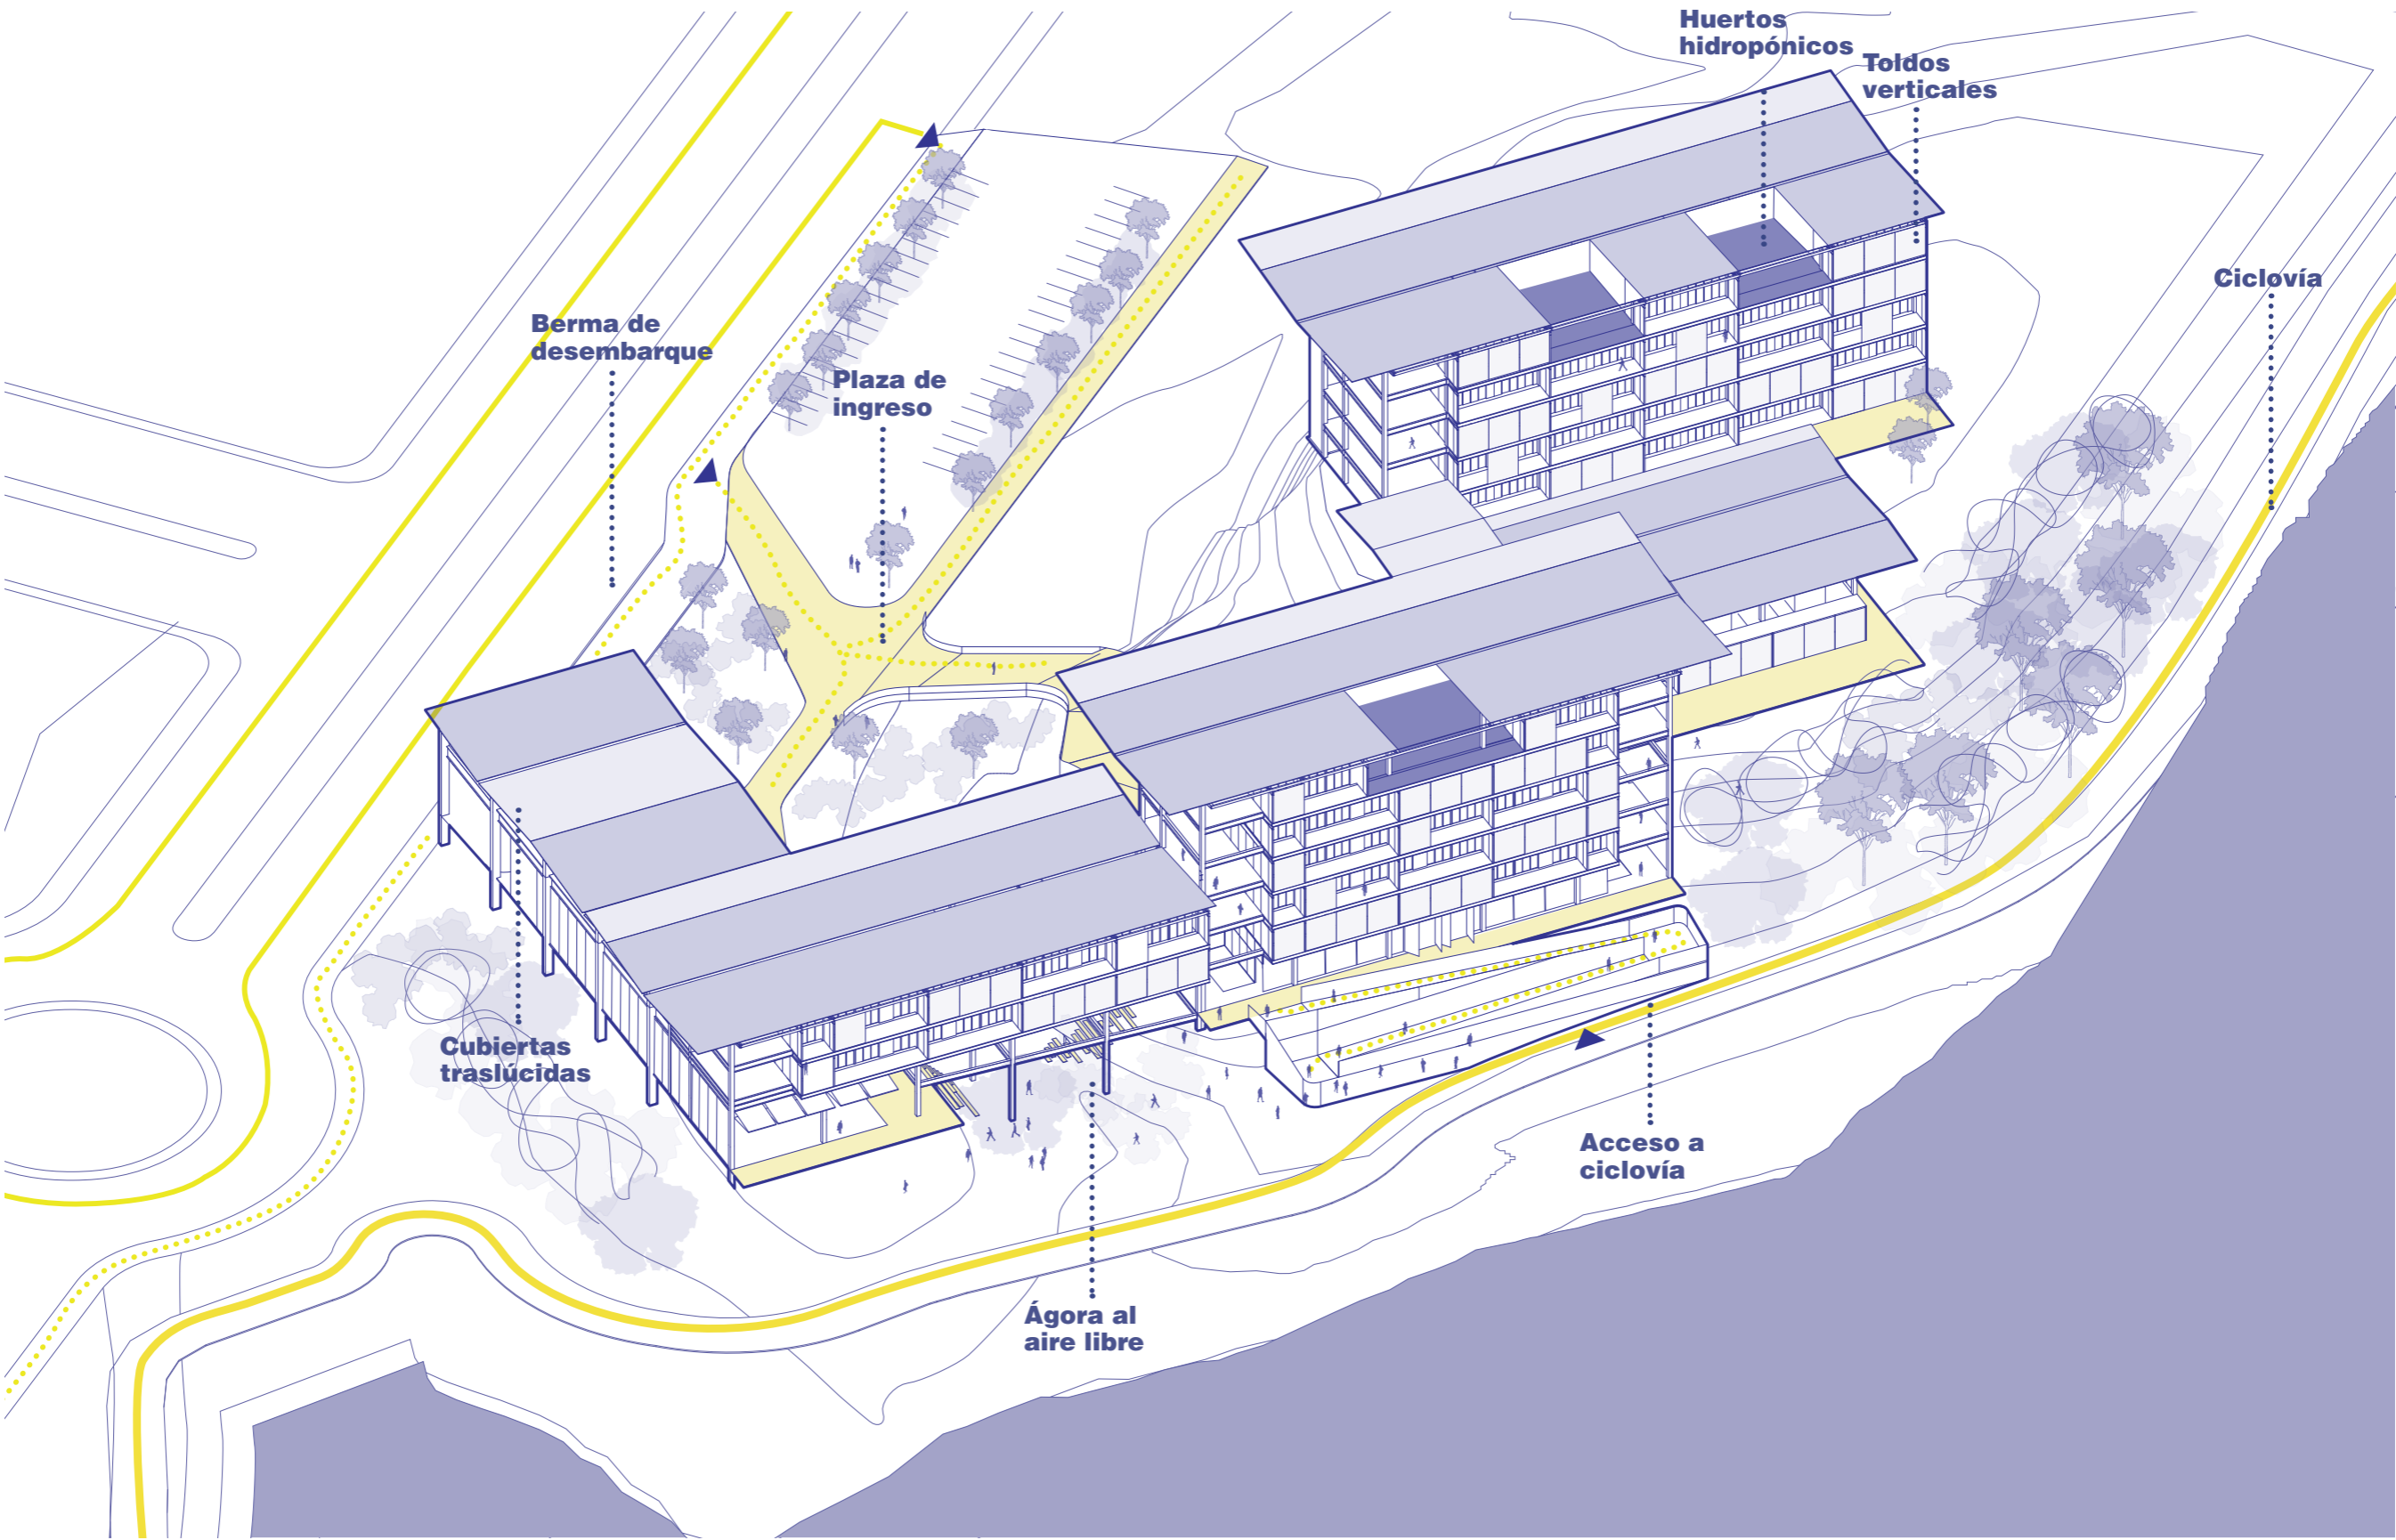 Huertos
hidropónicos
Toldos
verticales
Ciclovía
Berma de
desembarque
Plaza de
ingreso
Cubiertas
traslúcidas
Acceso a
ciclovía
Ágora al
aire libre